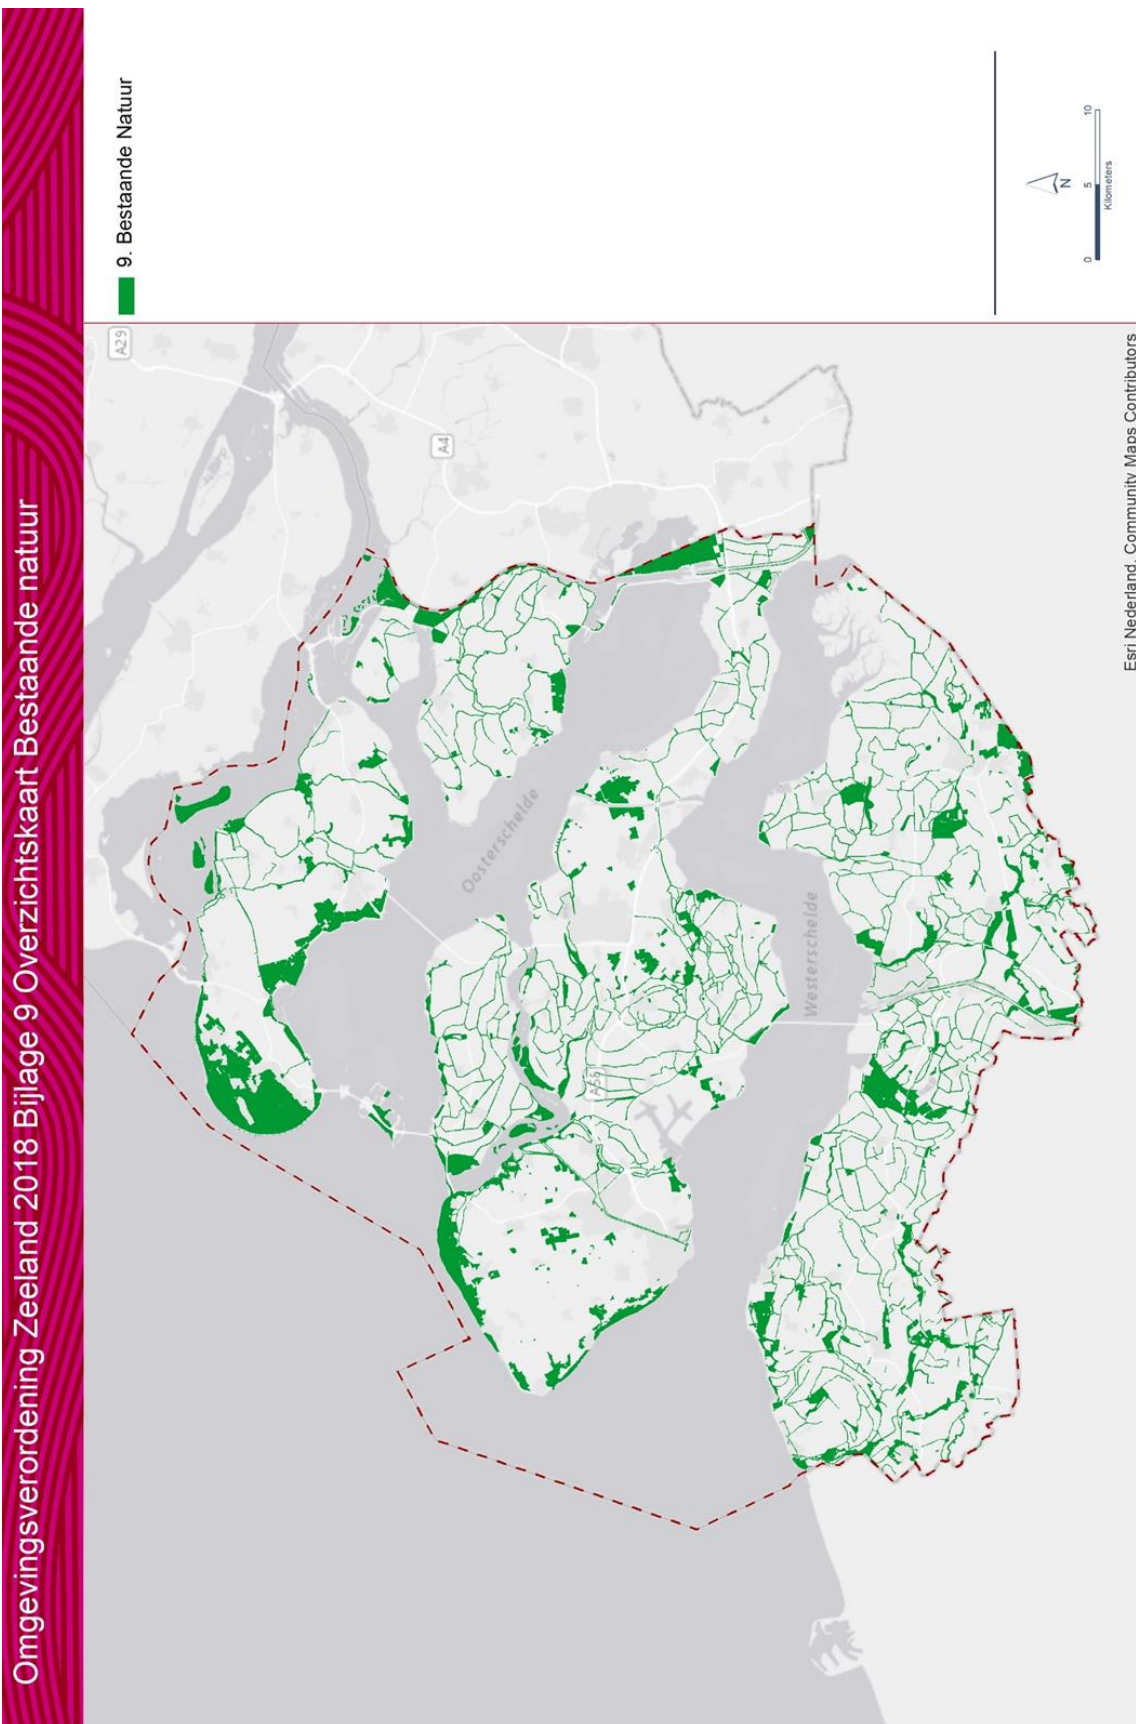 Omgevingsverordening Zeeland 2018 Bijlage 9 Overzichtskaart Bestaande natuur
9. Bestaande Natuur
A29
A4
Oosterschelde
Westerschelde
A58
N
0 5 10
Kilometers
Esri Nederland, Community Maps Contributors